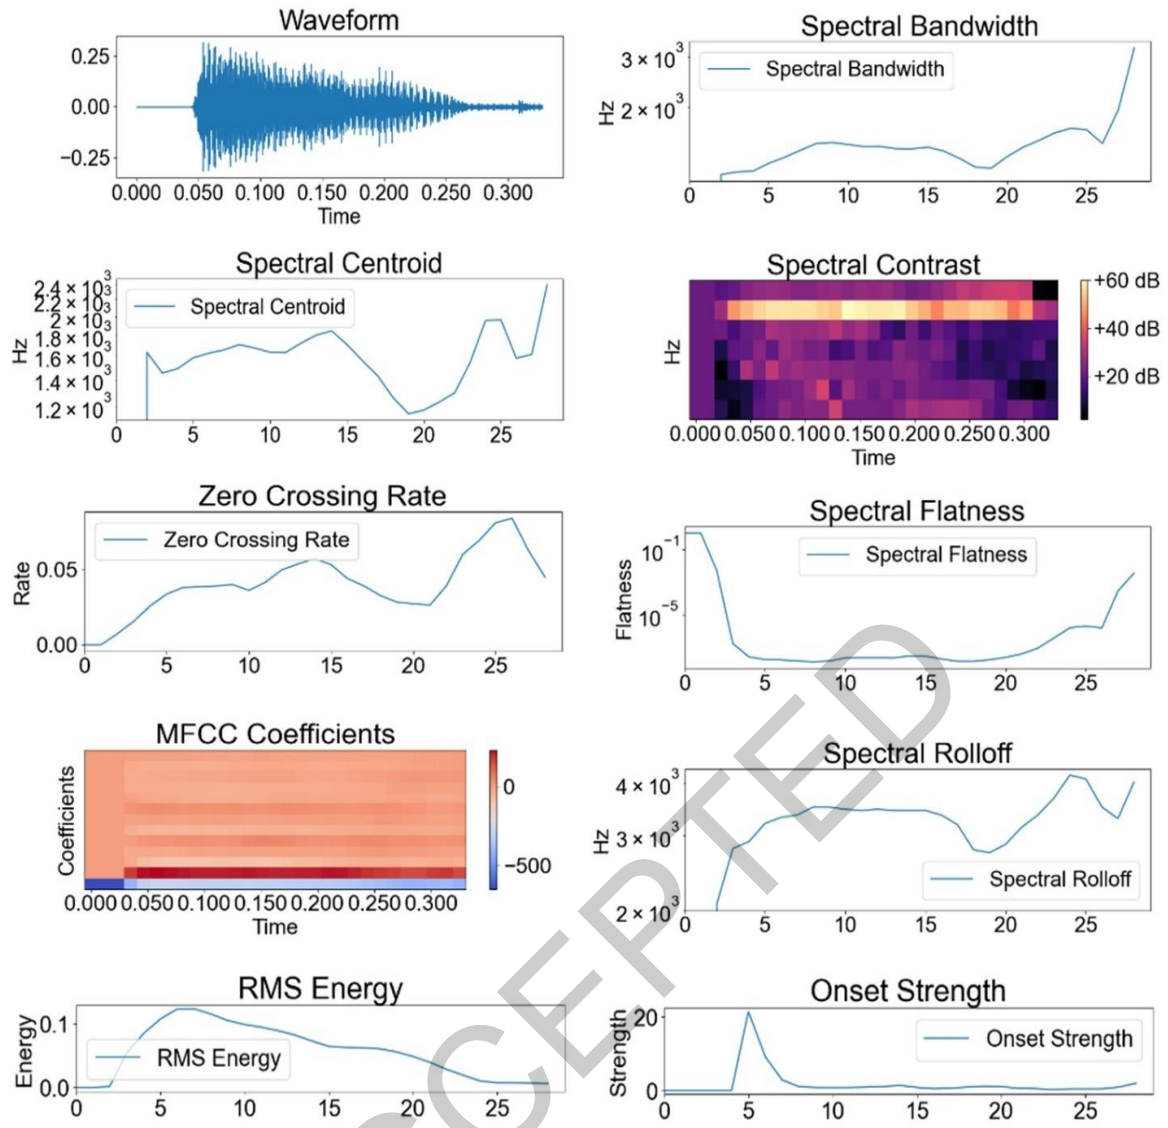 Waveform
0.25
0.00
−0.25
0.000 0.050 0.100 0.150 0.200 0.250 0.300
Time
Spectral Bandwidth
3 × 10³
2 × 10³
Hz
Spectral Bandwidth
0 5 10 15 20 25
Spectral Centroid
2.4 × 10³
2.2 × 10³
2 × 10³
1.8 × 10³
1.6 × 10³
1.4 × 10³
1.2 × 10³
Hz
Spectral Centroid
0 5 10 15 20 25
Spectral Contrast
Hz
+60 dB
+40 dB
+20 dB
0.000 0.050 0.100 0.150 0.200 0.250 0.300
Time
Zero Crossing Rate
Zero Crossing Rate
Rate
0.05
0.00
0 5 10 15 20 25
Spectral Flatness
Spectral Flatness
Flatness
10⁻¹
10⁻⁵
0 5 10 15 20 25
MFCC Coefficients
Coefficients
0
−500
0.000 0.050 0.100 0.150 0.200 0.250 0.300
Time
Spectral Rolloff
4 × 10³
3 × 10³
2 × 10³
Hz
Spectral Rolloff
0 5 10 15 20 25
RMS Energy
Energy
0.1
0.0
RMS Energy
0 5 10 15 20 25
Onset Strength
Strength
20
0
Onset Strength
0 5 10 15 20 25
CCEPTED